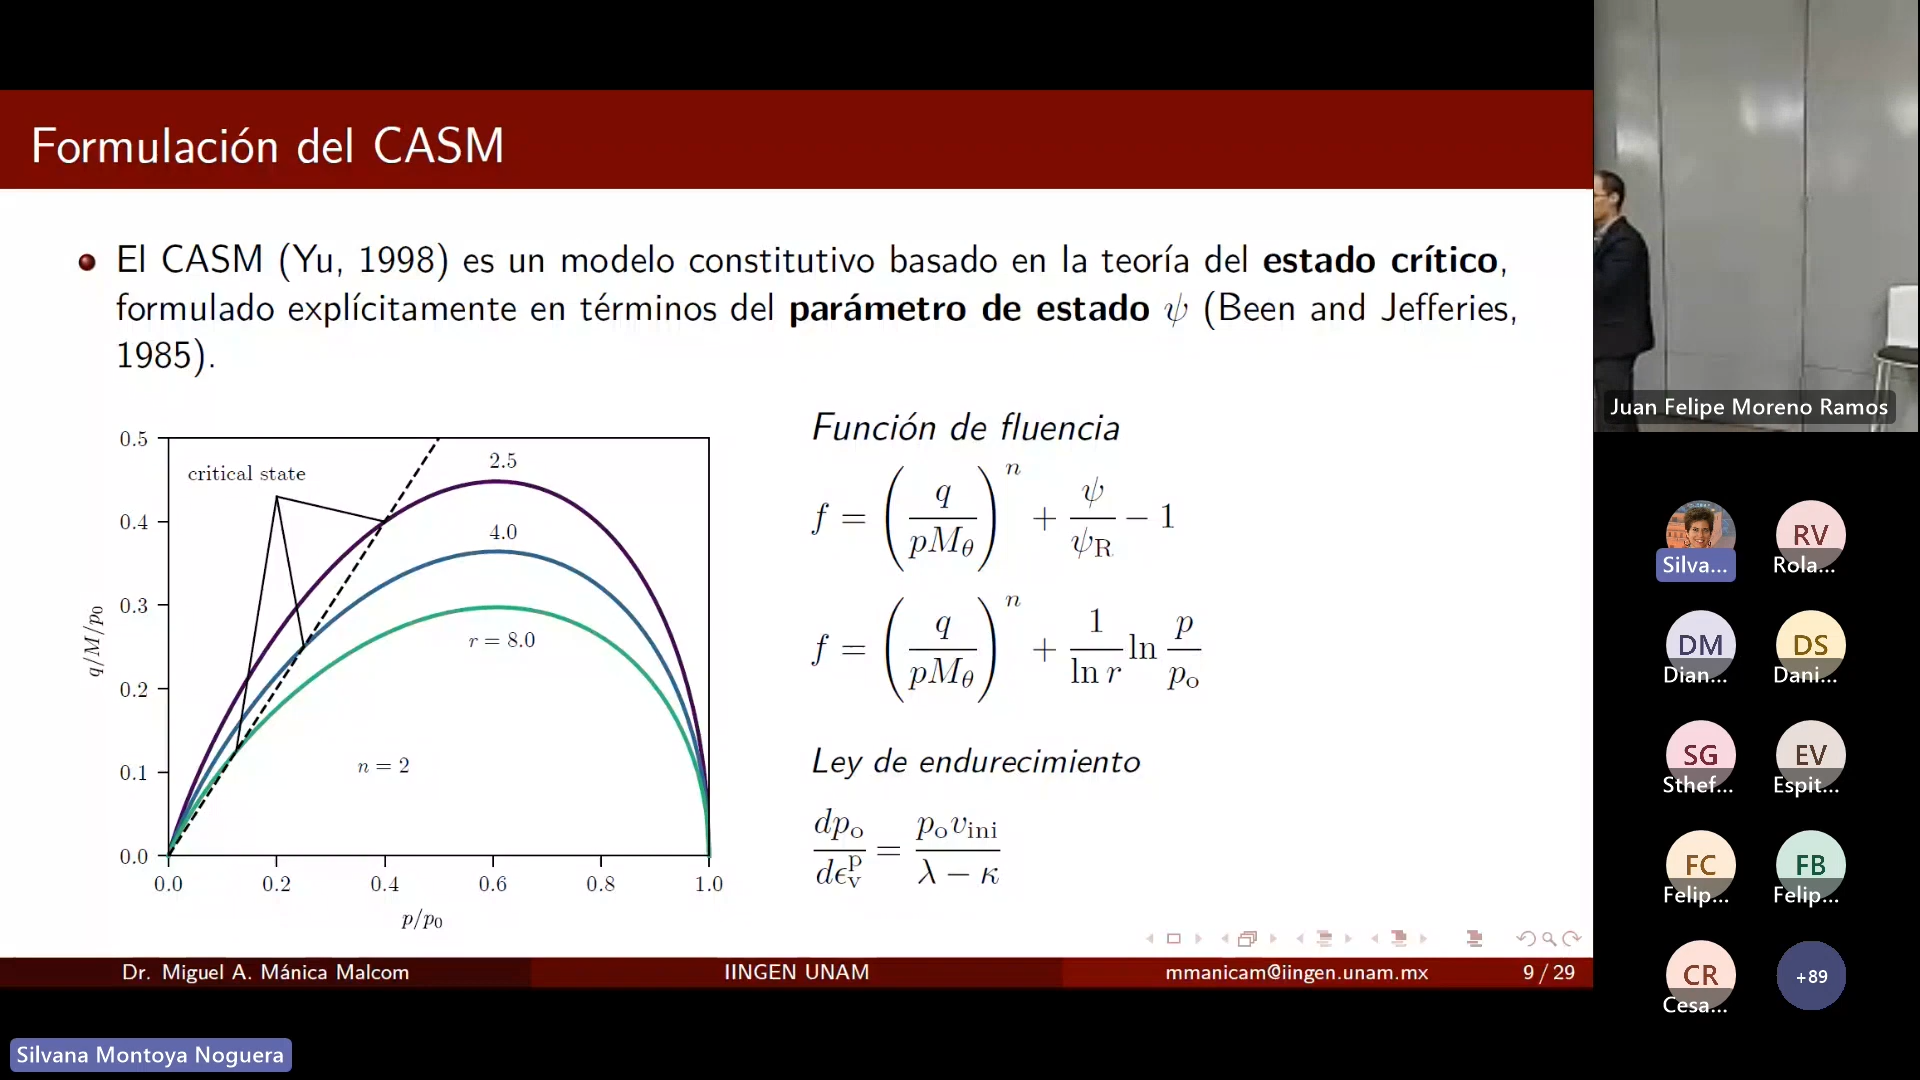 Formulación del CASM
El CASM (Yu, 1998) es un modelo constitutivo basado en la teoría del estado crítico,
formulado explícitamente en términos del parámetro de estado ψ (Been and Jefferies,
1985).
0.5
0.4
0.3
0.2
0.1
0.0
q/M/p₀
critical state
2.5
4.0
r = 8.0
n = 2
0.0 0.2 0.4 0.6 0.8 1.0
p/p₀
Función de fluencia
f = (q / pM_θ)^n + ψ/ψ_R − 1
f = (q / pM_θ)^n + 1/ln r ln p/p_o
Ley de endurecimiento
dp_o/dϵ_v^p = p_o v_ini / λ − κ
Dr. Miguel A. Mánica Malcom IINGEN UNAM mmanicam@iingen.unam.mx 9 / 29
Silvana Montoya Noguera
Juan Felipe Moreno Ramos
Silva...
RV
Rola...
DM
Dian...
DS
Dani...
SG
Sthef...
EV
Espit...
FC
Felip...
FB
Felip...
CR
Cesa...
+89